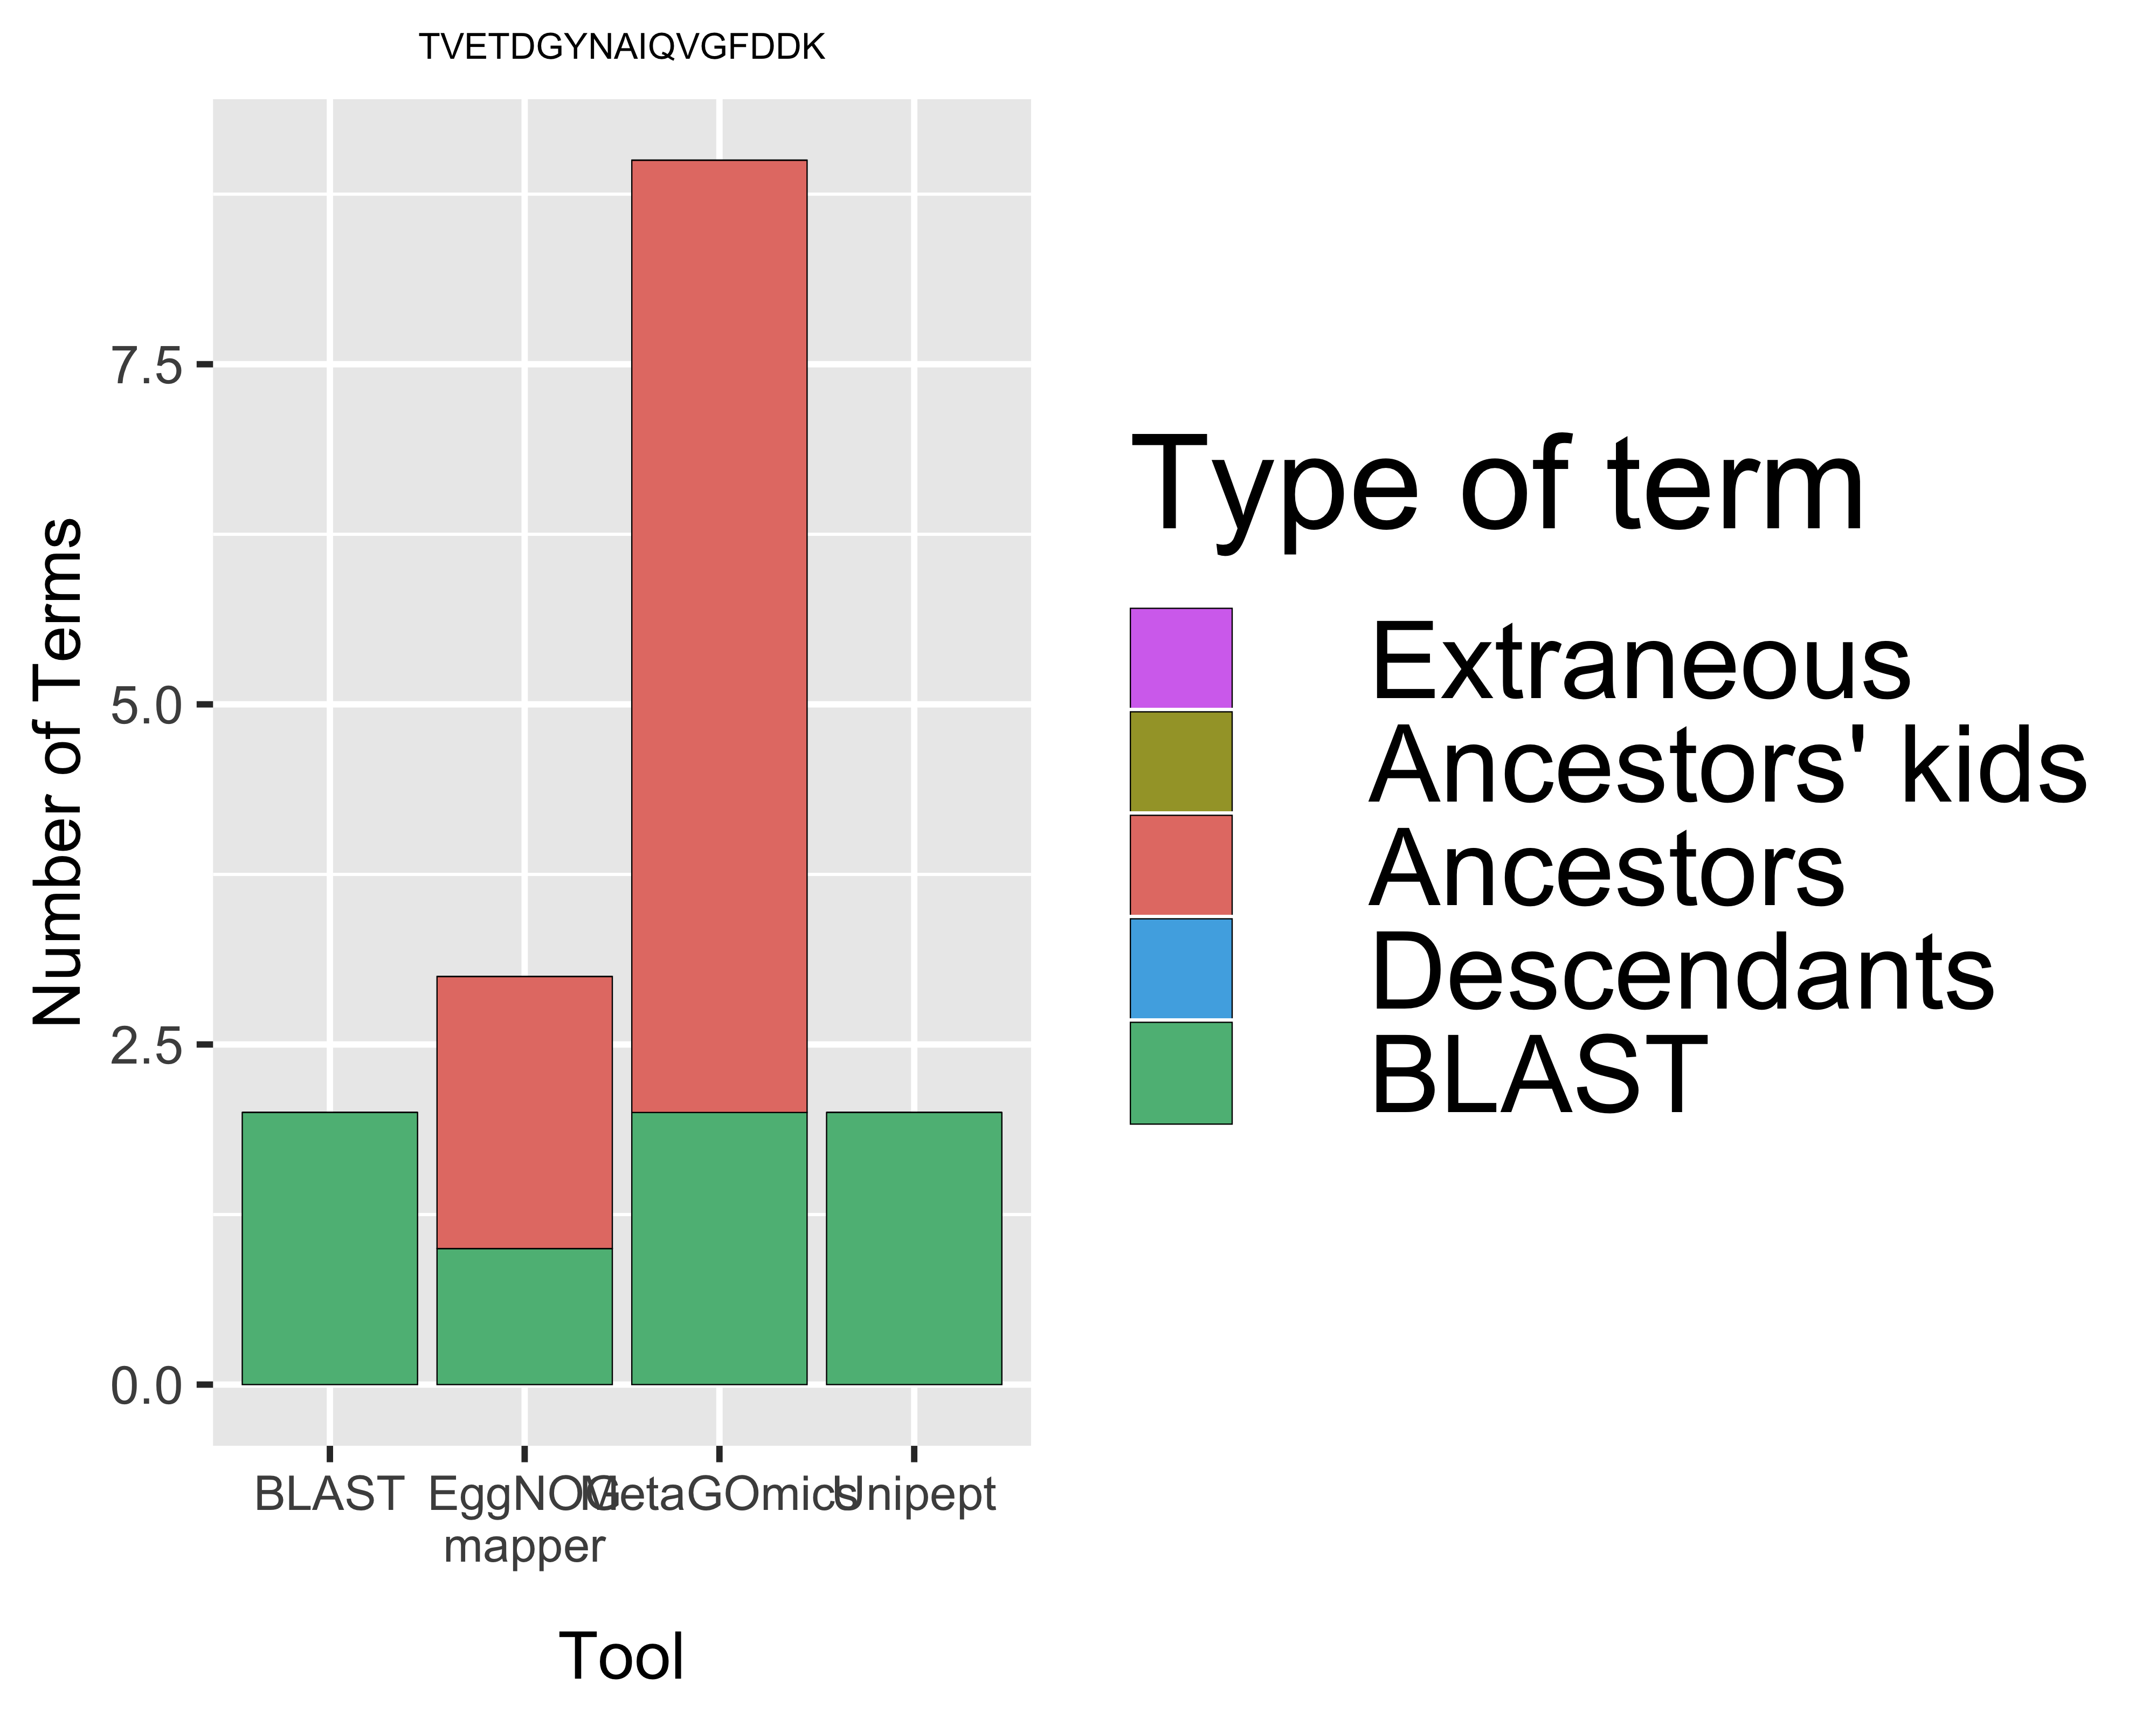 TVETDGYNAIQVGFDDK
Number of Terms
7.5
5.0
2.5
0.0
BLAST EggNOG MetaGOmics Unipept
mapper
Tool
Type of term
Extraneous
Ancestors' kids
Ancestors
Descendants
BLAST